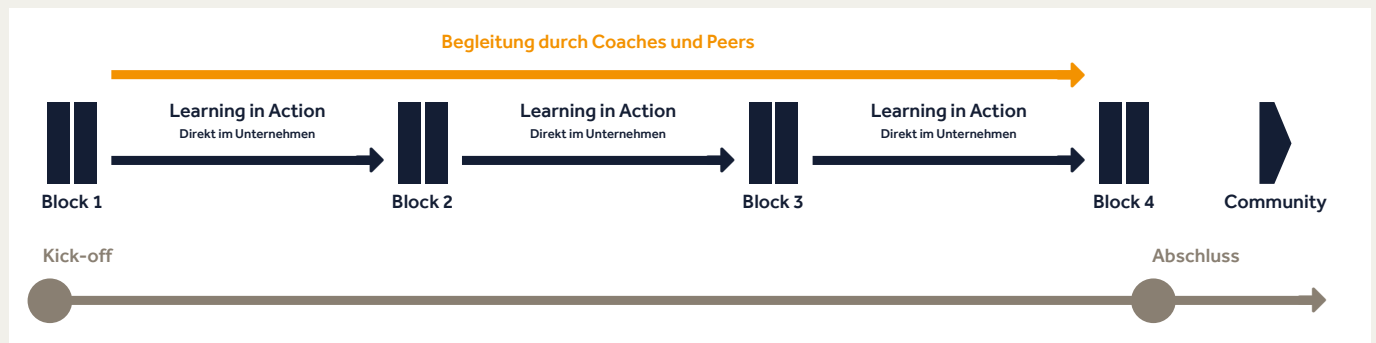 Begleitung durch Coaches und Peers
Learning in Action
Direkt im Unternehmen
Learning in Action
Direkt im Unternehmen
Learning in Action
Direkt im Unternehmen
Block 1
Block 2
Block 3
Block 4
Community
Kick-off
Abschluss